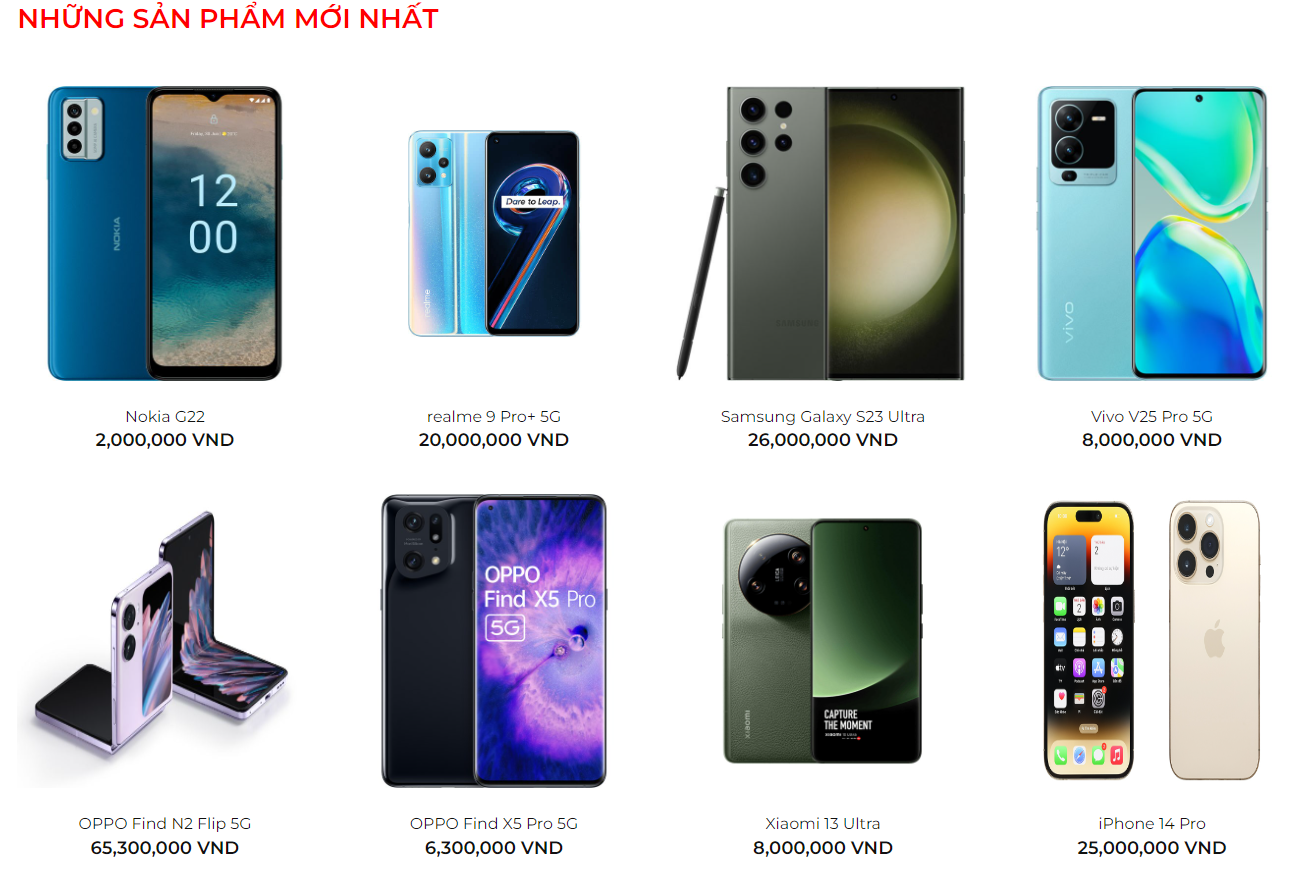 NHỮNG SẢN PHẨM MỚI NHẤT
12
00
NOKIA
Dare to Leap.
realme
SAMSUNG
vivo
Nokia G22
2,000,000 VND
realme 9 Pro+ 5G
20,000,000 VND
Samsung Galaxy S23 Ultra
26,000,000 VND
Vivo V25 Pro 5G
8,000,000 VND
OPPO
Find X5 Pro
5G
CAPTURE
THE MOMENT
xiaomi
12°
2
OPPO Find N2 Flip 5G
65,300,000 VND
OPPO Find X5 Pro 5G
6,300,000 VND
Xiaomi 13 Ultra
8,000,000 VND
iPhone 14 Pro
25,000,000 VND